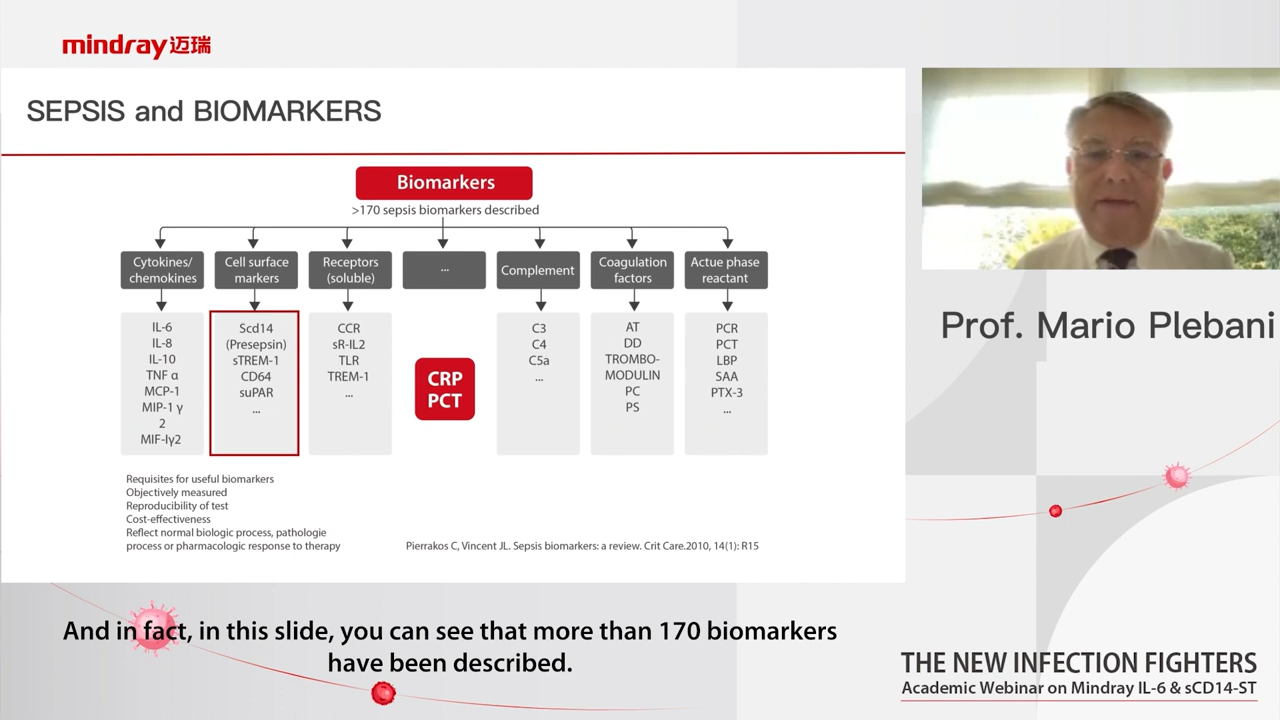 mindray迈瑞
SEPSIS and BIOMARKERS
Biomarkers
>170 sepsis biomarkers described
Cytokines/
chemokines
Cell surface
markers
Receptors
(soluble)
...
Complement
Coagulation
factors
Actue phase
reactant
IL-6
IL-8
IL-10
TNF α
MCP-1
MIP-1 γ
2
MIF-Iγ2
Scd14
(Presepsin)
sTREM-1
CD64
suPAR
...
CCR
sR-IL2
TLR
TREM-1
...
CRP
PCT
C3
C4
C5a
...
AT
DD
TROMBO-
MODULIN
PC
PS
PCR
PCT
LBP
SAA
PTX-3
...
Requisites for useful biomarkers
Objectively measured
Reproducibility of test
Cost-effectiveness
Reflect normal biologic process, pathologie
process or pharmacologic response to therapy
Pierrakos C, Vincent JL. Sepsis biomarkers: a review. Crit Care.2010, 14(1): R15
Prof. Mario Plebani
And in fact, in this slide, you can see that more than 170 biomarkers
have been described.
THE NEW INFECTION FIGHTERS
Academic Webinar on Mindray IL-6 & sCD14-ST